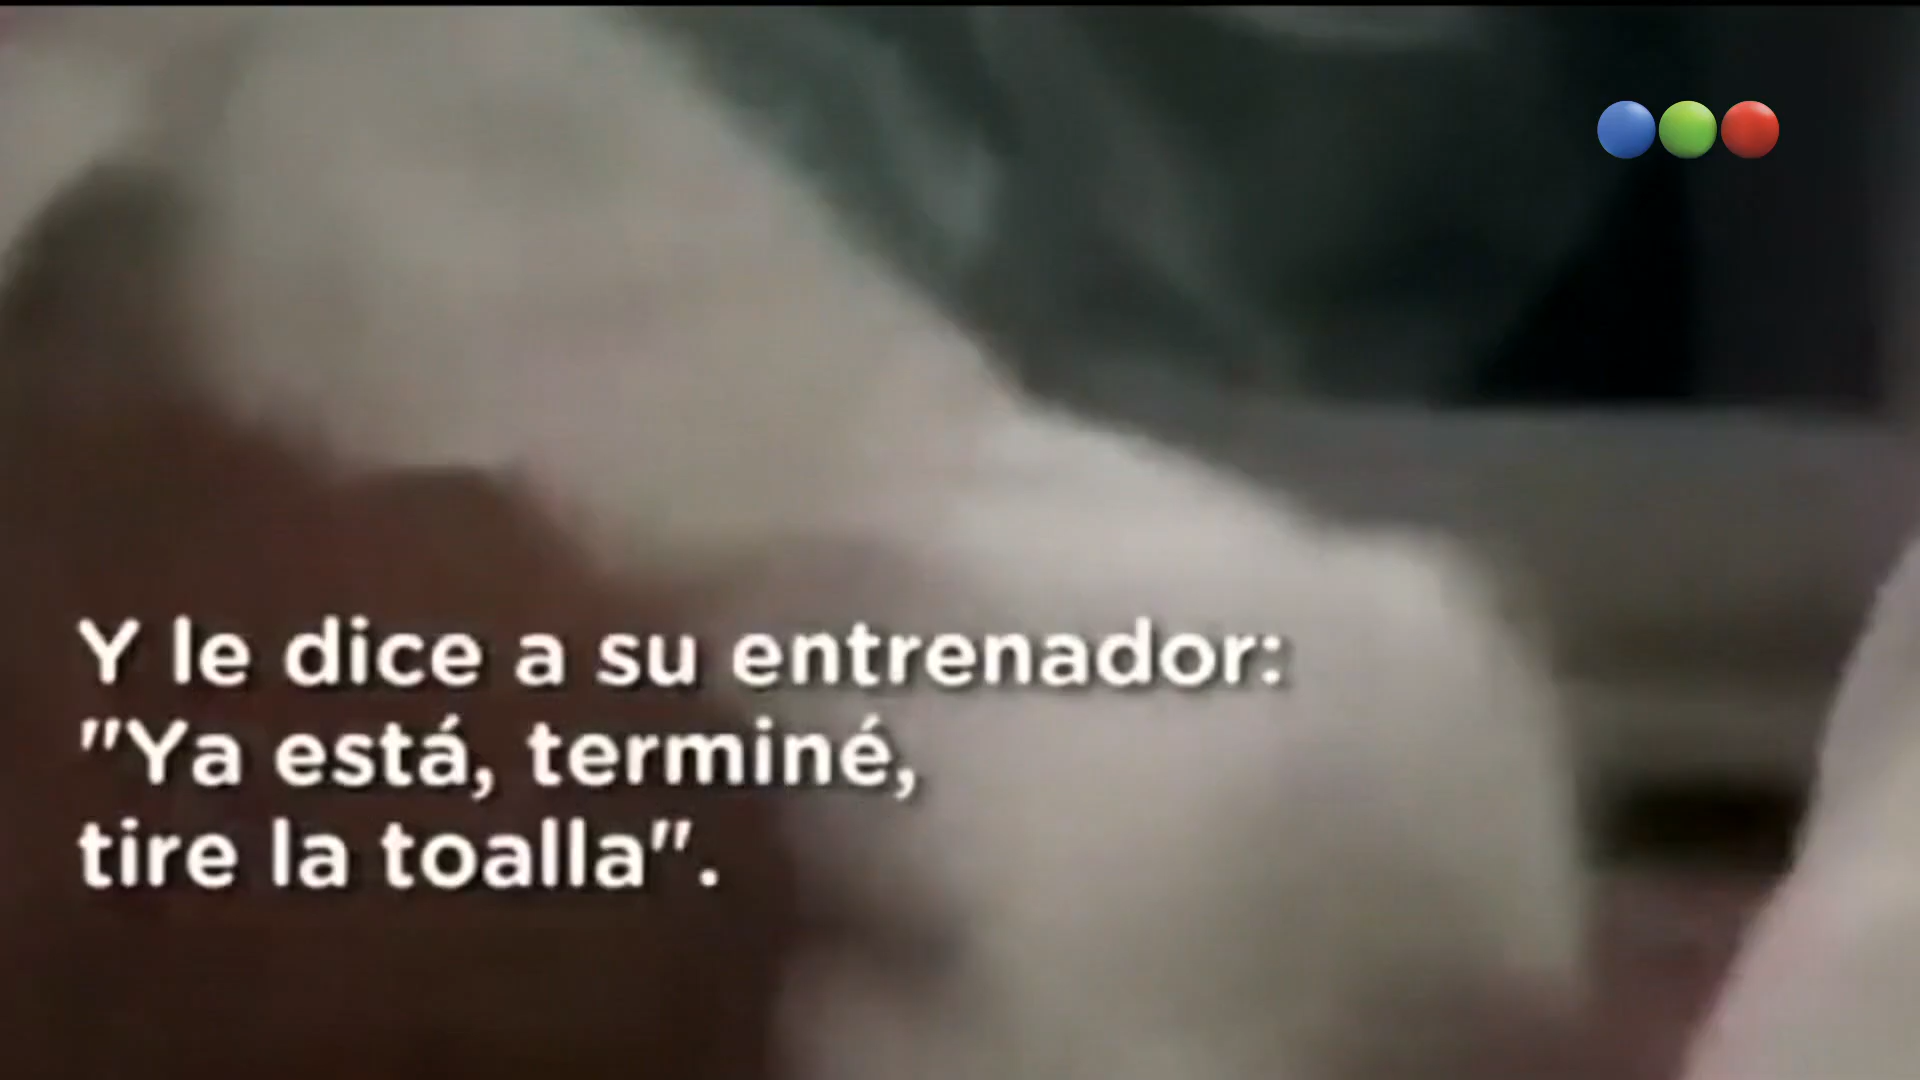 Y le dice a su entrenador:
"Ya está, terminé,
tire la toalla".